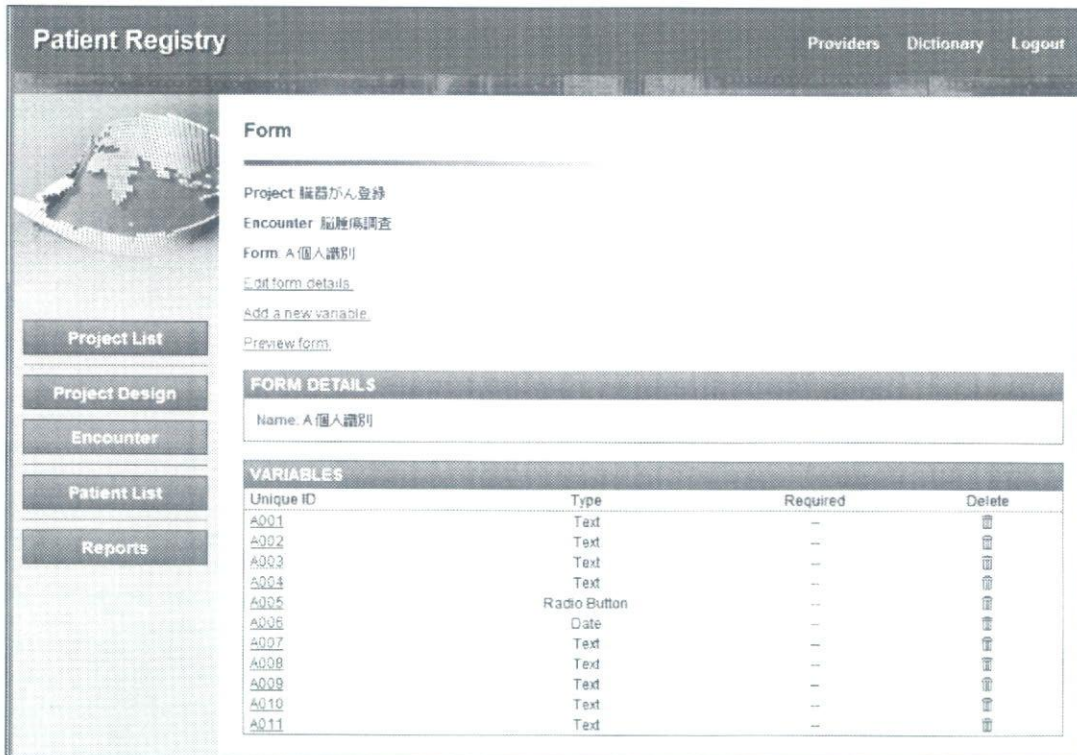 Patient Registry
Providers Dictionary Logout
Form
Project 臓器がん登録
Encounter 脳腫瘍調査
Form. A 個人識別
Edit form details.
Add a new variable.
Preview form.
Project List
Project Design
Encounter
Patient List
Reports
FORM DETAILS
Name. A 個人識別
VARIABLES
Unique ID Type Required Delete
A001 Text --
A002 Text --
A003 Text --
A004 Text --
A005 Radio Button --
A006 Date --
A007 Text --
A008 Text --
A009 Text --
A010 Text --
A011 Text --